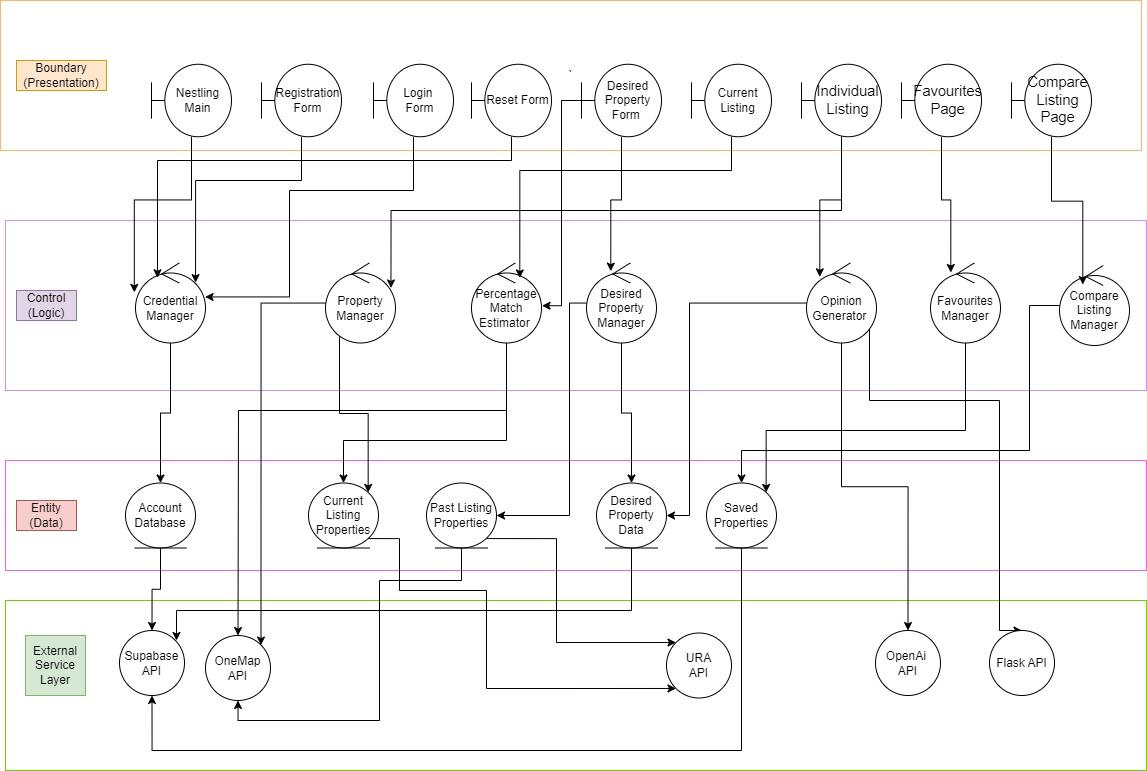 Boundary
(Presentation)
Nestling
Main
Registration
Form
Login
Form
Reset Form
Desired
Property
Form
Current
Listing
Individual
Listing
Favourites
Page
Compare
Listing
Page
Control
(Logic)
Credential
Manager
Property
Manager
Percentage
Match
Estimator
Desired
Property
Manager
Opinion
Generator
Favourites
Manager
Compare
Listing
Manager
Entity
(Data)
Account
Database
Current
Listing
Properties
Past Listing
Properties
Desired
Property
Data
Saved
Properties
External
Service
Layer
Supabase
API
OneMap
API
URA
API
OpenAi
API
Flask API